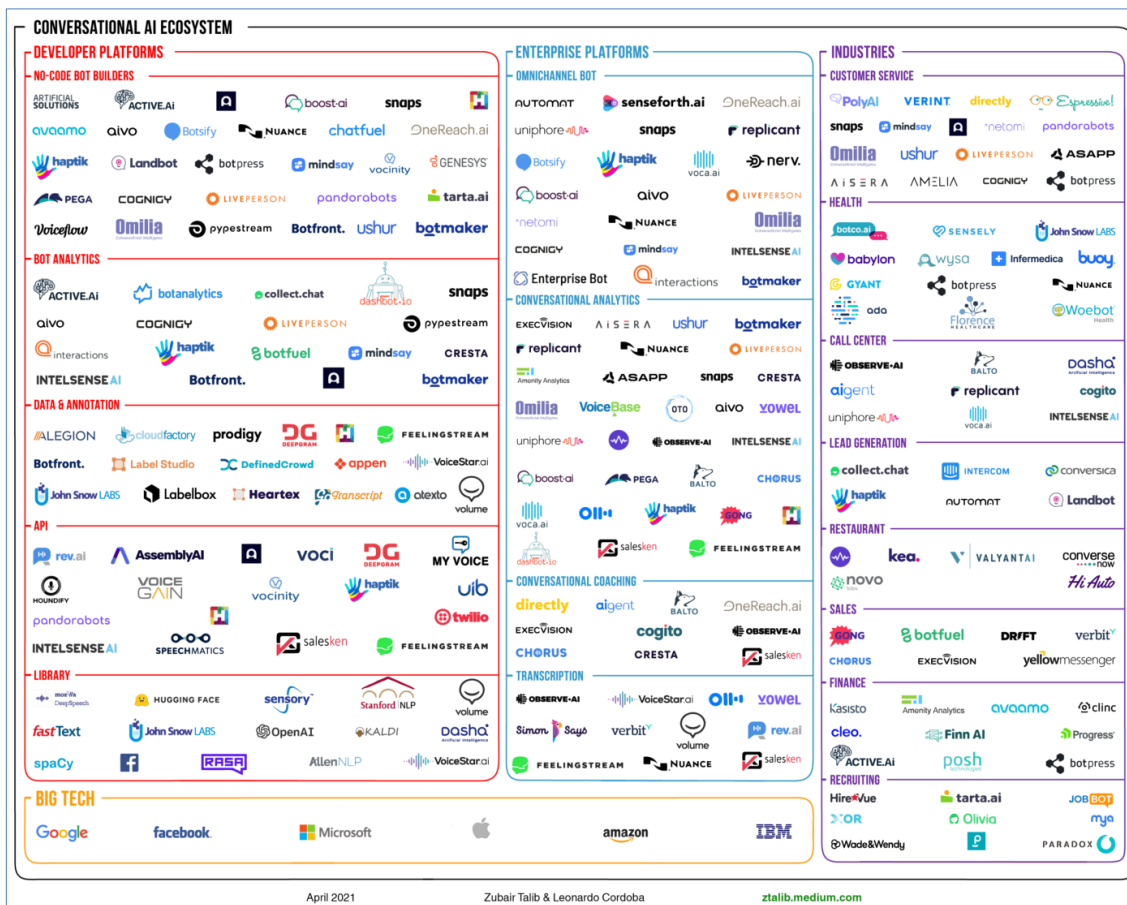 CONVERSATIONAL AI ECOSYSTEM
DEVELOPER PLATFORMS
NO-CODE BOT BUILDERS
ARTIFICIAL SOLUTIONS ACTIVE.Ai boost·ai snaps
avaamo aivo Botsify NUANCE chatfuel OneReach.ai
haptik Landbot botpress mindsay vocinity GENESYS
PEGA COGNIGY LIVEPERSON pandorabots tarta.ai
Voiceflow Omilia pypestream Botfront. ushur botmaker
BOT ANALYTICS
ACTIVE.Ai botanalytics collect.chat dashbot.io snaps
aivo COGNIGY LIVEPERSON pypestream
interactions haptik botfuel mindsay CRESTA
INTELSENSE AI Botfront. botmaker
DATA & ANNOTATION
ALEGION cloudfactory prodigy DG DEEPGRAM H FEELINGSTREAM
Botfront. Label Studio DefinedCrowd appen VoiceStar.ai
John Snow LABS Labelbox Heartex Transcript atexto volume
API
rev.ai AssemblyAI voci DG DEEPGRAM MY VOICE
HOUNDIFY VOICE GAIN vocinity haptik uib
pandorabots H twilio
INTELSENSE AI SPEECHMATICS salesken FEELINGSTREAM
LIBRARY
moz://a DeepSpeech HUGGING FACE sensory Stanford NLP volume
fastText John Snow LABS OpenAI KALDI DASHA Artificial Intelligence
spaCy f RASA AllenNLP VoiceStar.ai
BIG TECH
Google facebook. Microsoft amazon IBM
ENTERPRISE PLATFORMS
OMNICHANNEL BOT
AUTOMAT senseforth.ai OneReach.ai
uniphore snaps replicant
Botsify haptik voca.ai nerv.
boost·ai aivo LIVEPERSON
netomi NUANCE Omilia
COGNIGY mindsay INTELSENSE AI
Enterprise Bot interactions botmaker
CONVERSATIONAL ANALYTICS
EXECVISION AiSERA ushur botmaker
replicant NUANCE LIVEPERSON
Amenity Analytics ASAPP snaps CRESTA
Omilia VoiceBase OTO aivo vowel
uniphore OBSERVE·AI INTELSENSE AI
boost·ai PEGA BALTO CHORUS
voca.ai haptik GONG H
dashbot.io salesken FEELINGSTREAM
CONVERSATIONAL COACHING
directly aigent BALTO OneReach.ai
EXECVISION cogito OBSERVE·AI
CHORUS CRESTA salesken
TRANSCRIPTION
OBSERVE·AI VoiceStar.ai vowel
Simon Says verbit volume rev.ai
FEELINGSTREAM NUANCE salesken
INDUSTRIES
CUSTOMER SERVICE
PolyAI VERINT directly Espressive!
snaps mindsay netomi pandorabots
Omilia ushur LIVEPERSON ASAPP
AiSERA AMELIA COGNIGY botpress
HEALTH
botco.ai SENSELY John Snow LABS
babylon wysa Infermedica buoy
GYANT botpress NUANCE
ada Florence HEALTHCARE Woebot Health
CALL CENTER
OBSERVE·AI BALTO DASHA Artificial Intelligence
aigent replicant cogito
uniphore voca.ai INTELSENSE AI
LEAD GENERATION
collect.chat INTERCOM conversica
haptik AUTOMAT Landbot
RESTAURANT
kea. VALYANT AI converse now
novo labs Hi Auto
SALES
GONG botfuel DRIFT verbit
CHORUS EXECVISION yellowmessenger
FINANCE
Kasisto Amenity Analytics avaamo clinc
cleo. Finn AI Progress
ACTIVE.Ai posh technologies botpress
RECRUITING
HireVue tarta.ai JOBBOT
XOR Olivia mya
Wade&Wendy P PARADOX
April 2021 Zubair Talib & Leonardo Cordoba ztalib.medium.com